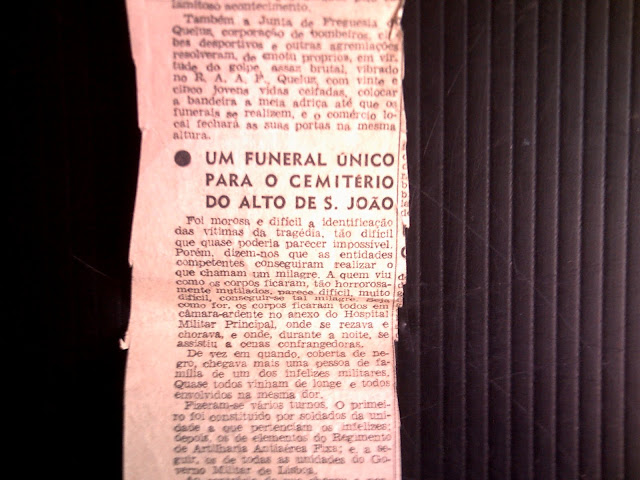 lamitoso acontecimento.
Também a Junta de Freguesia de
Queluz, corporação de bombeiros, clu-
bes desportivos e outras agremiações
resolveram, de «motu proprio», em vir-
tude do golpe, assaz brutal, vibrado
no R. A. A. F., Queluz, com vinte e
cinco jovens vidas ceifadas, colocar
a bandeira a meia adriça até que os
funerais se realizem, e o comércio lo-
cal fechará as suas portas na mesma
altura.
● UM FUNERAL ÚNICO
PARA O CEMITÉRIO
DO ALTO DE S. JOÃO
Foi morosa e difícil a identificação
das vítimas da tragédia, tão difícil
que quase poderia parecer impossível.
Porém, dizem-nos que as entidades
competentes conseguiram realizar o
que chamam um milagre. A quem viu
como os corpos ficaram, tão horrorosa-
mente mutilados, parece difícil, muito
difícil, conseguir-se tal milagre. Seja
como for, os corpos ficaram todos em
câmara-ardente no anexo do Hospital
Militar Principal, onde se rezava e
chorava, e onde, durante a noite, se
assistiu a cenas confrangedoras.
De vez em quando, coberta de ne-
gro, chegava mais uma pessoa de fa-
mília de um dos infelizes militares.
Quase todos vinham de longe e todos
envolvidos na mesma dor.
Fizeram-se vários turnos. O primei-
ro foi constituído por soldados da uni-
dade a que pertenciam os infelizes;
depois, os de elementos do Regimento
de Artilharia Antiaérea Fixa; e, a se-
guir, os de todas as unidades do Go-
verno Militar de Lisboa.